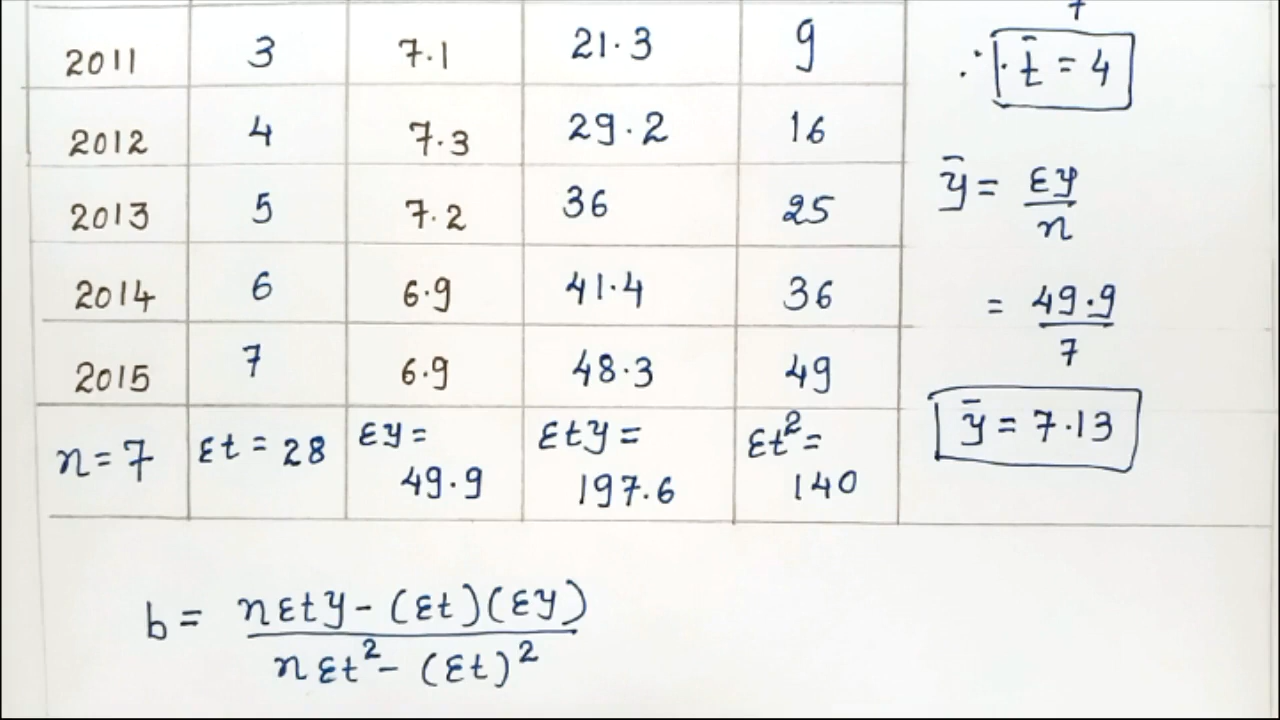 2011 3 7.1 21.3 9
2012 4 7.3 29.2 16
2013 5 7.2 36 25
2014 6 6.9 41.4 36
2015 7 6.9 48.3 49
n=7 Σt = 28 Σy = 49.9 Σty = 197.6 Σt² = 140
7
∴ t̄ = 4
ȳ = Σy
n
= 49.9
7
ȳ = 7.13
b = nΣty - (Σt)(Σy)
nΣt² - (Σt)²